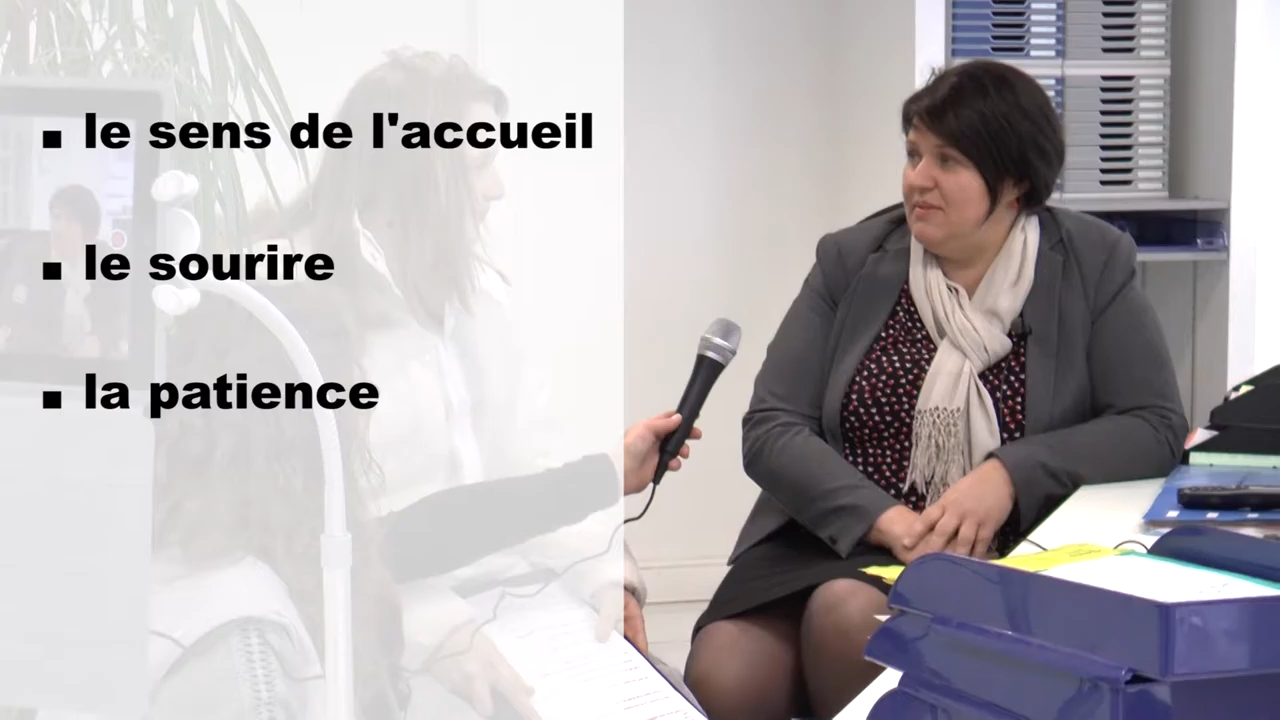 ▪ le sens de l'accueil
▪ le sourire
▪ la patience